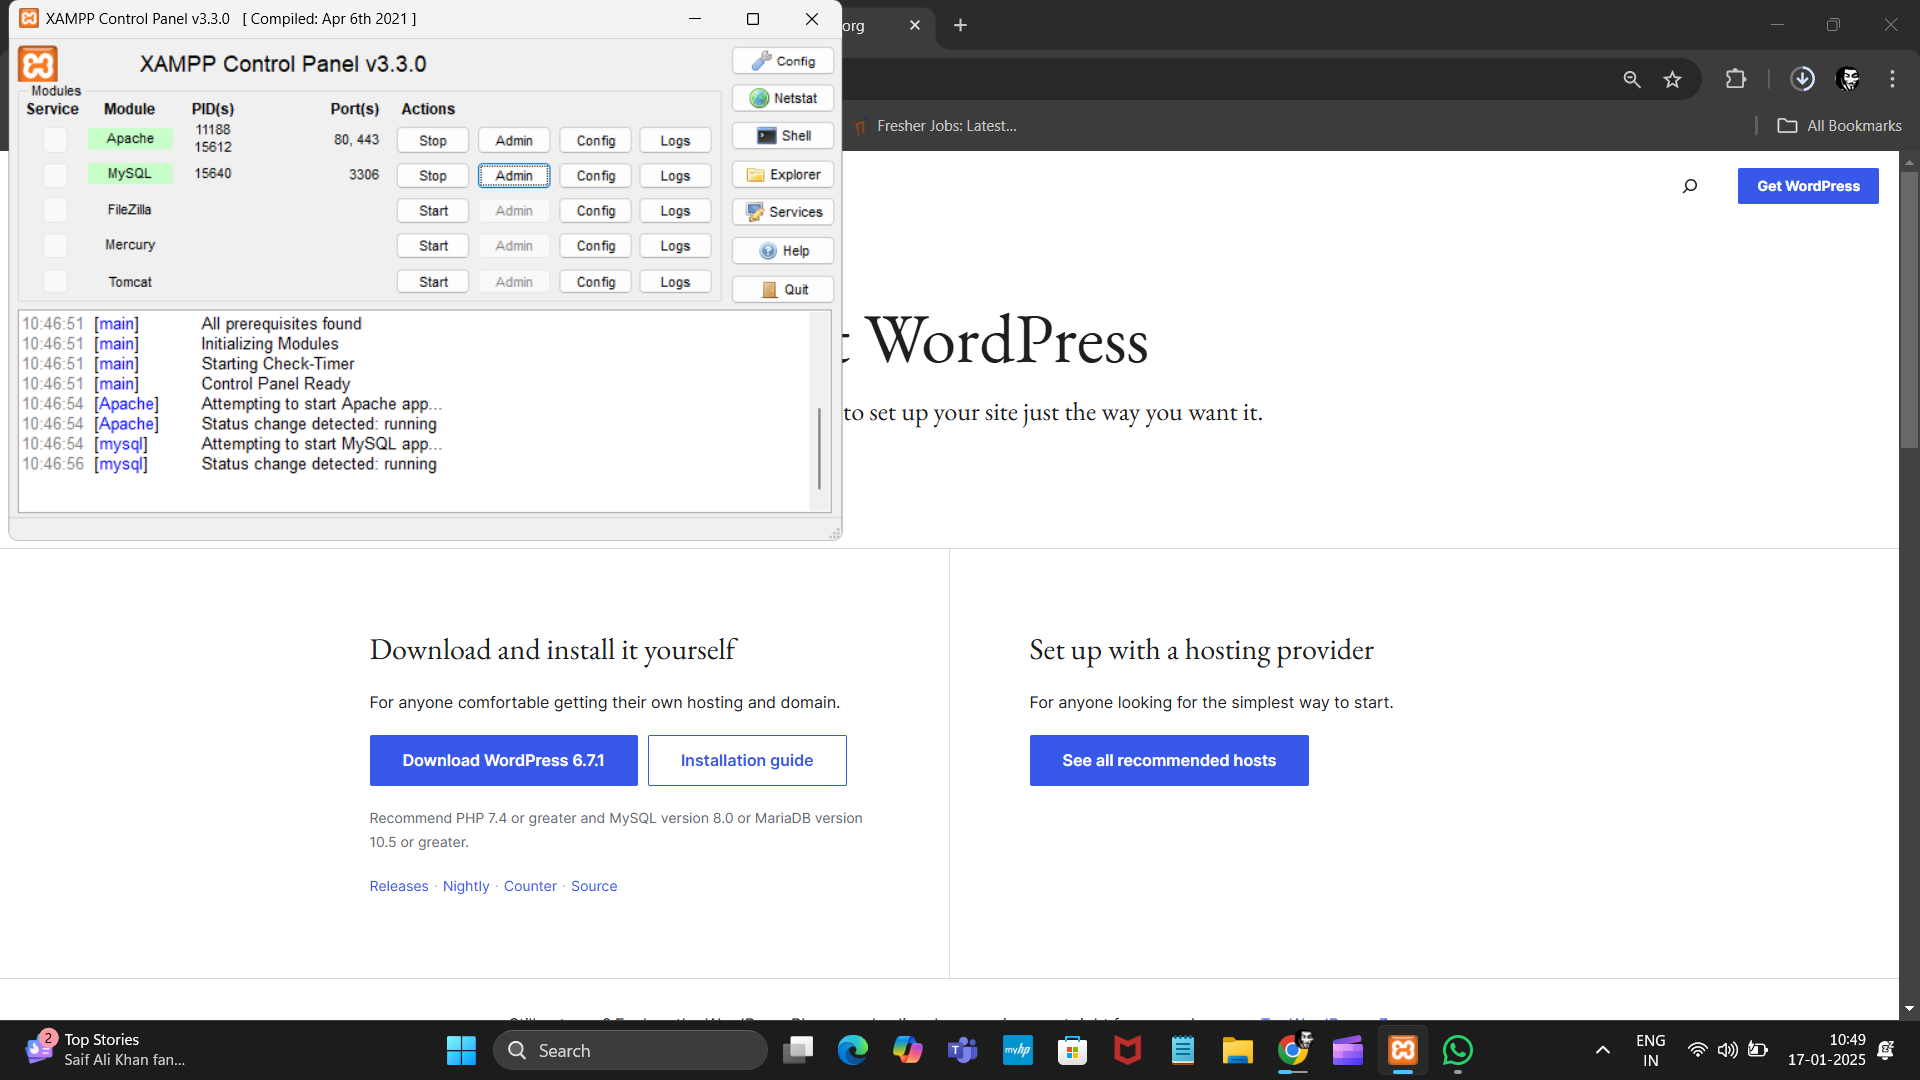 XAMPP Control Panel v3.3.0 [ Compiled: Apr 6th 2021 ]
org
XAMPP Control Panel v3.3.0
Config
Modules
Service Module PID(s) Port(s) Actions
Netstat
Apache 11188 15612 80, 443 Stop Admin Config Logs
Shell
Fresher Jobs: Latest...
All Bookmarks
MySQL 15640 3306 Stop Admin Config Logs
Explorer
Get WordPress
FileZilla Start Admin Config Logs
Services
Mercury Start Admin Config Logs
Help
Tomcat Start Admin Config Logs
Quit
10:46:51 [main] All prerequisites found
10:46:51 [main] Initializing Modules
10:46:51 [main] Starting Check-Timer
10:46:51 [main] Control Panel Ready
10:46:54 [Apache] Attempting to start Apache app...
10:46:54 [Apache] Status change detected: running
10:46:54 [mysql] Attempting to start MySQL app...
10:46:56 [mysql] Status change detected: running
t WordPress
to set up your site just the way you want it.
Download and install it yourself
For anyone comfortable getting their own hosting and domain.
Download WordPress 6.7.1
Installation guide
Recommend PHP 7.4 or greater and MySQL version 8.0 or MariaDB version
10.5 or greater.
Releases · Nightly · Counter · Source
Set up with a hosting provider
For anyone looking for the simplest way to start.
See all recommended hosts
2
Top Stories
Saif Ali Khan fan...
Search
myhp
ENG
IN
10:49
17-01-2025